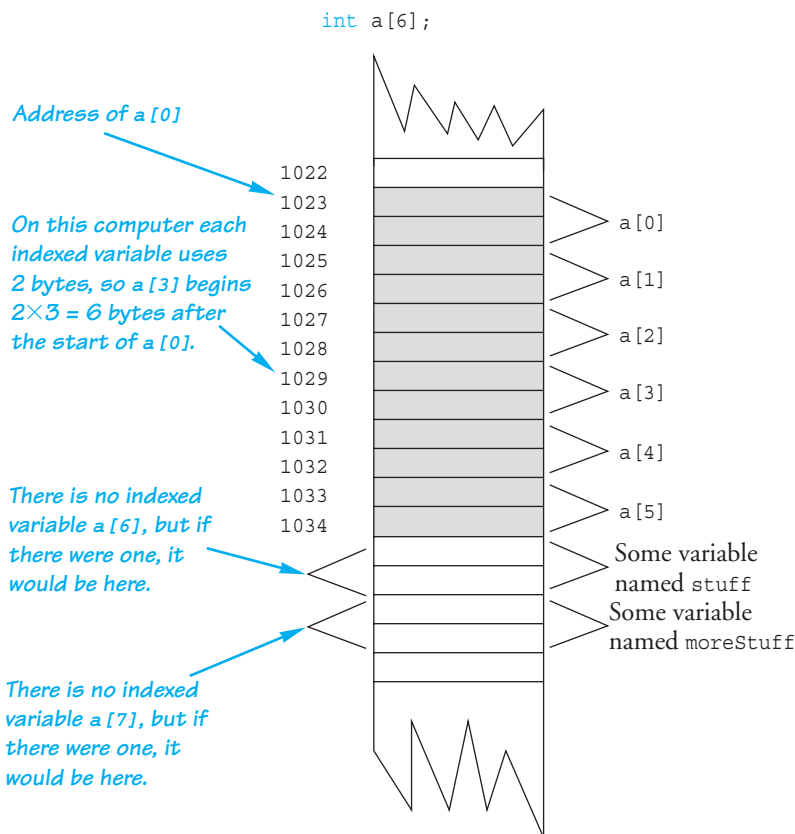 int a[6];
Address of a[0]
1022
1023
1024
1025
1026
1027
1028
1029
1030
1031
1032
1033
1034
On this computer each
indexed variable uses
2 bytes, so a[3] begins
2×3 = 6 bytes after
the start of a[0].
There is no indexed
variable a[6], but if
there were one, it
would be here.
There is no indexed
variable a[7], but if
there were one, it
would be here.
a[0]
a[1]
a[2]
a[3]
a[4]
a[5]
Some variable
named stuff
Some variable
named moreStuff